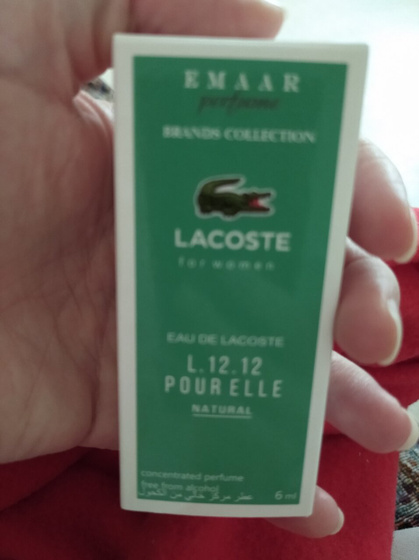 EMAAR
perfume
BRANDS COLLECTION
LACOSTE
for women
EAU DE LACOSTE
L.12.12
POUR ELLE
NATURAL
concentrated perfume
free from alcohol
عطر مركز خالي من الكحول
6 ml